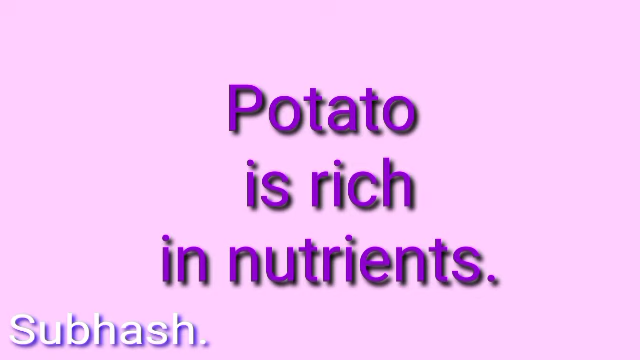 Potato
is rich
in nutrients.
Subhash.